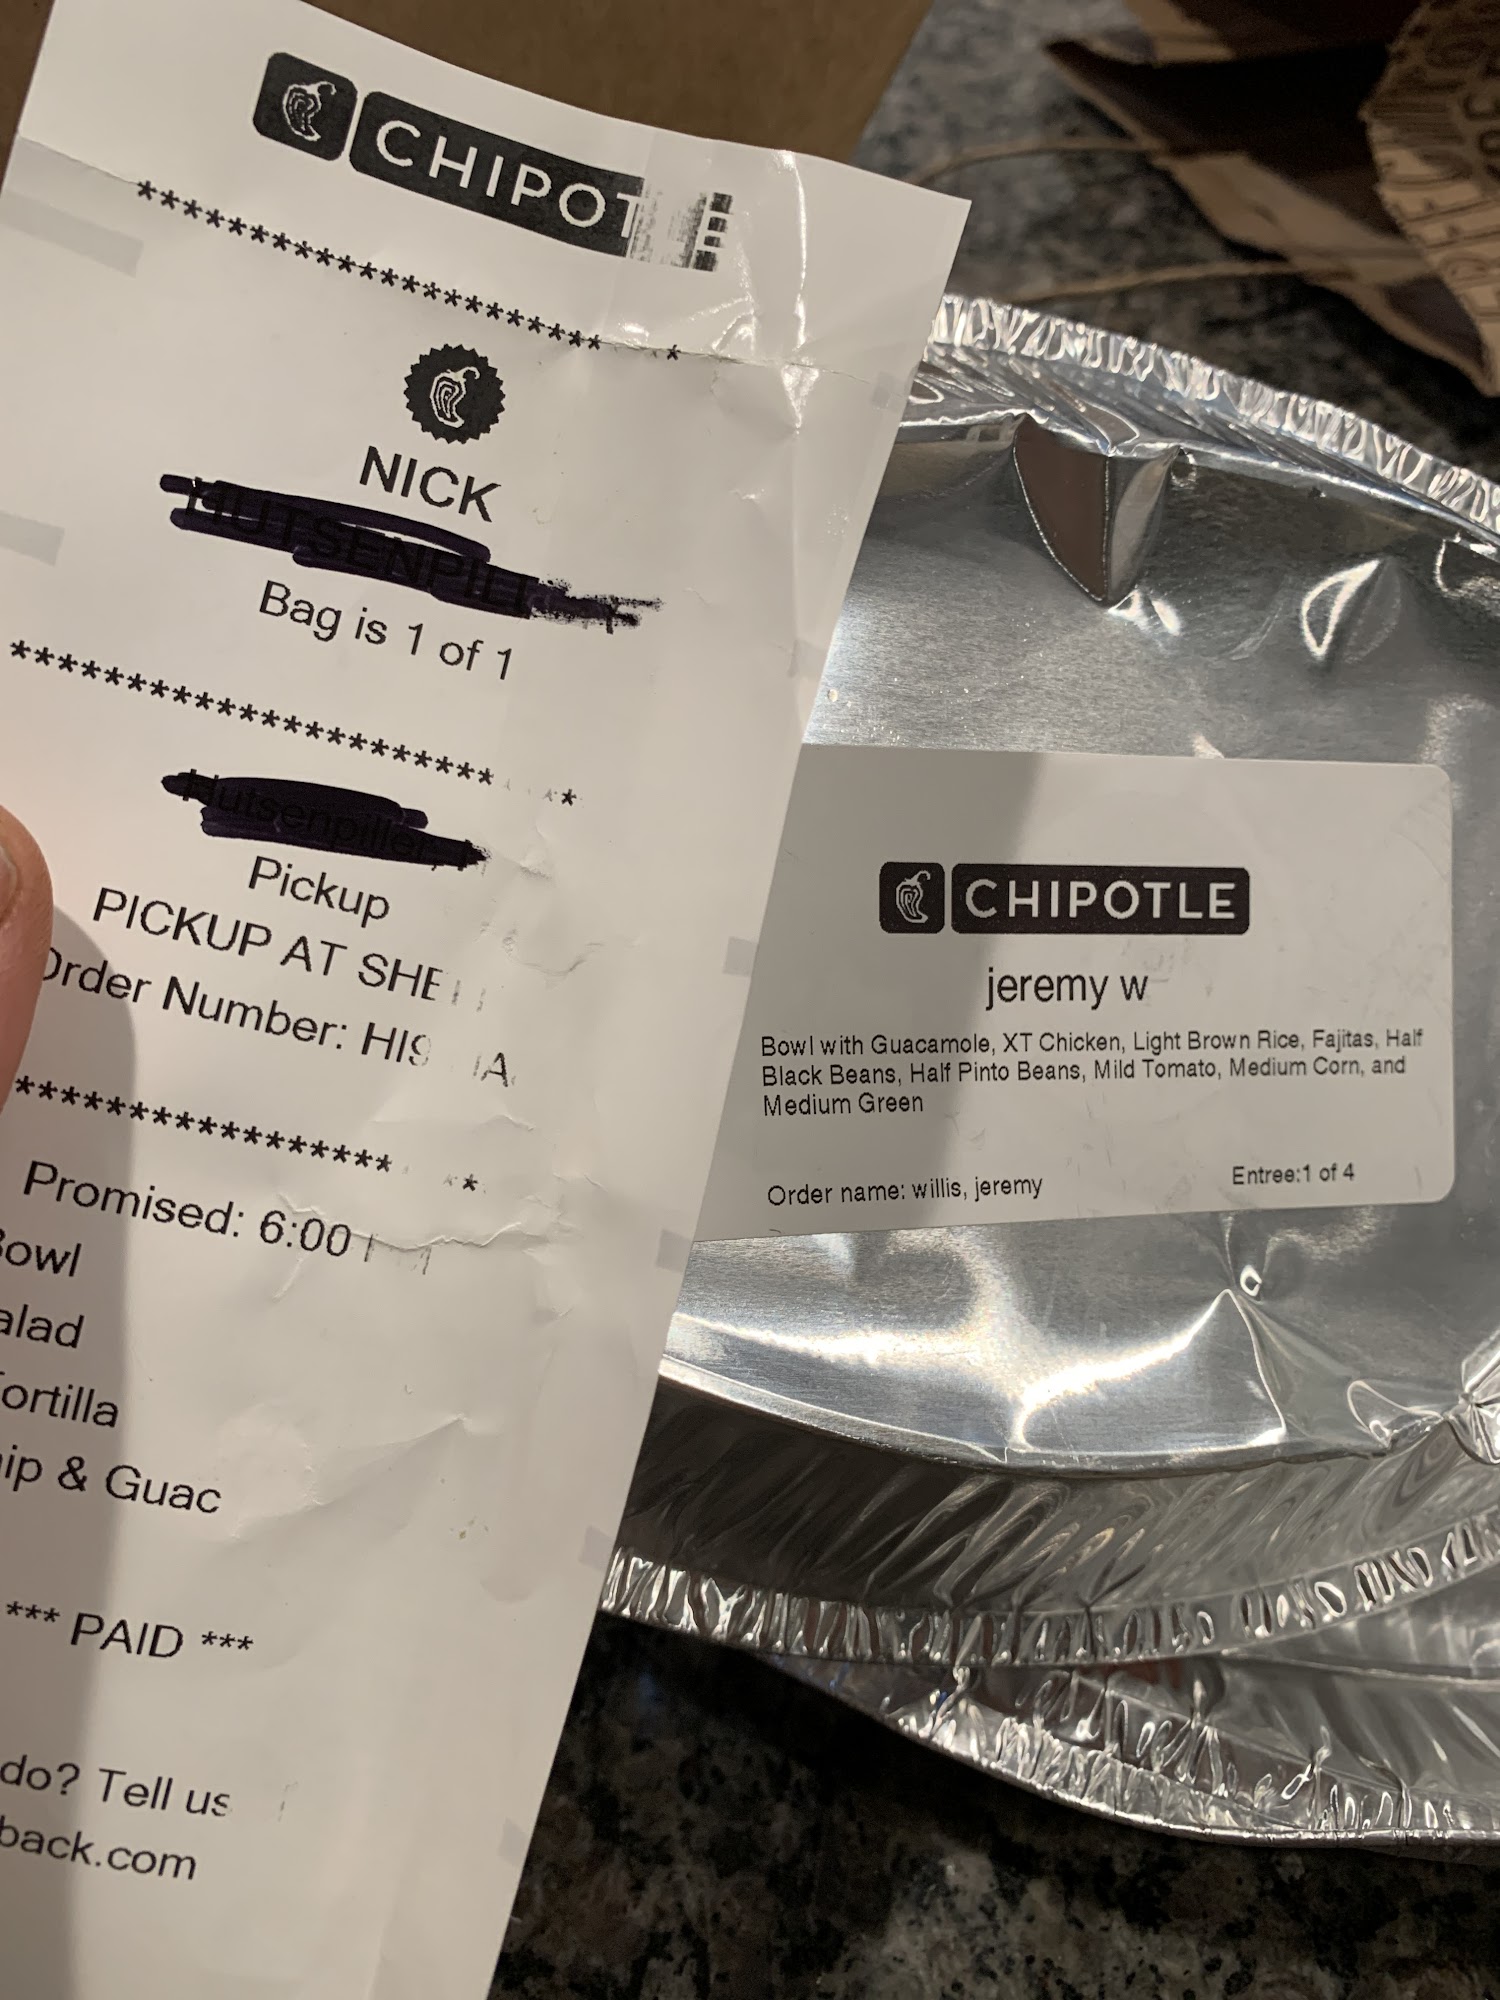 CHIPOTLE
NICK
Bag is 1 of 1
Pickup
PICKUP AT SHE
Order Number: HI9
Promised: 6:00
Bowl
alad
ortilla
ip & Guac
*** PAID ***
do? Tell us
back.com
CHIPOTLE
jeremy w
Bowl with Guacamole, XT Chicken, Light Brown Rice, Fajitas, Half
Black Beans, Half Pinto Beans, Mild Tomato, Medium Corn, and
Medium Green
Order name: willis, jeremy
Entree:1 of 4